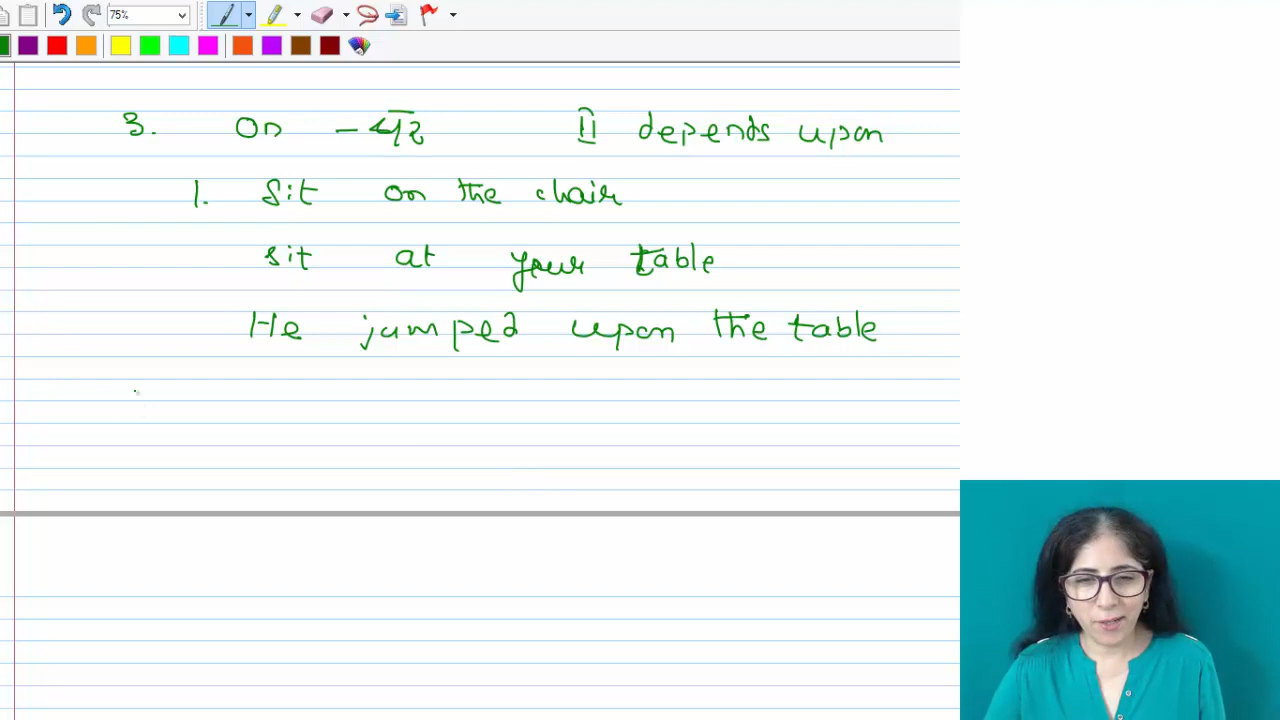 75%
3. On - पर II depends upon
1. Sit on the chair
sit at your table
He jumped upon the table